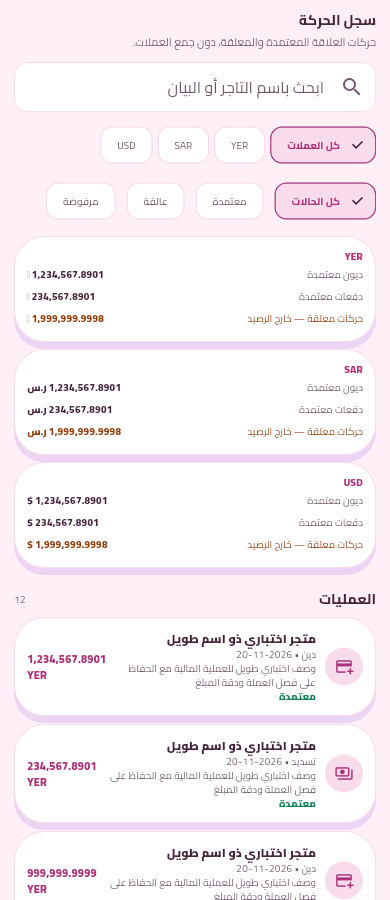 سجل الحركة
حركات العلاقة المعتمدة والمعلقة، دون جمع العملات.
ابحث باسم التاجر أو البيان
كل العملات YER SAR USD
كل الحالات معتمدة عالقة مرفوضة
YER
ديون معتمدة 1,234,567.8901
دفعات معتمدة 234,567.8901
حركات معلقة — خارج الرصيد 1,999,999.9998
SAR
ديون معتمدة 1,234,567.8901 ر.س
دفعات معتمدة 234,567.8901 ر.س
حركات معلقة — خارج الرصيد 1,999,999.9998 ر.س
USD
ديون معتمدة 1,234,567.8901 $
دفعات معتمدة 234,567.8901 $
حركات معلقة — خارج الرصيد 1,999,999.9998 $
العمليات 12
متجر اختباري ذو اسم طويل
دين • 2026-11-20
وصف اختباري طويل للعملية المالية مع الحفاظ
على فصل العملة ودقة المبلغ
معتمدة
1,234,567.8901
YER
متجر اختباري ذو اسم طويل
تسديد • 2026-11-20
وصف اختباري طويل للعملية المالية مع الحفاظ على
فصل العملة ودقة المبلغ
معتمدة
234,567.8901
YER
متجر اختباري ذو اسم طويل
دين • 2026-11-20
وصف اختباري طويل للعملية المالية مع الحفاظ على
فصل العملة ودقة المبلغ
999,999.9999
YER